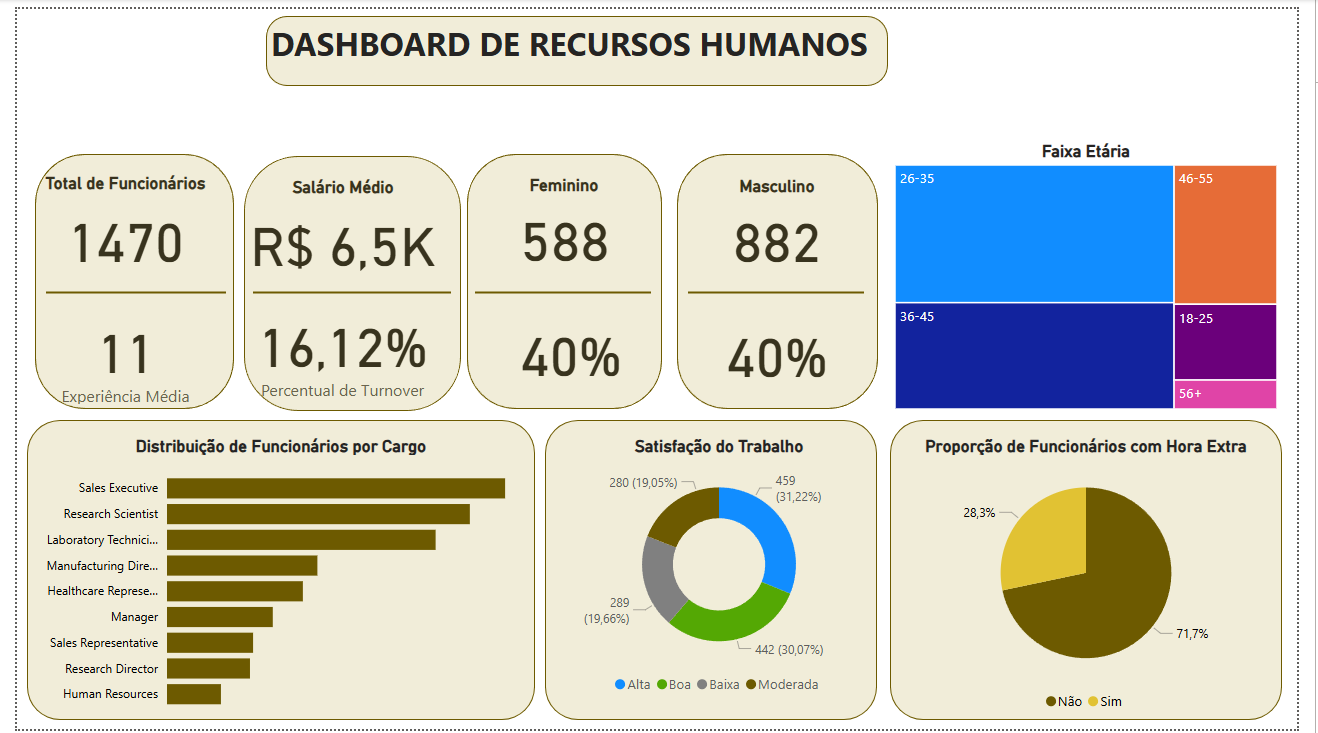 DASHBOARD DE RECURSOS HUMANOS
Total de Funcionários
1470
11
Experiência Média
Salário Médio
R$ 6,5K
16,12%
Percentual de Turnover
Feminino
588
40%
Masculino
882
40%
Faixa Etária
26-35
46-55
36-45
18-25
56+
Distribuição de Funcionários por Cargo
Sales Executive
Research Scientist
Laboratory Technici...
Manufacturing Dire...
Healthcare Represe...
Manager
Sales Representative
Research Director
Human Resources
Satisfação do Trabalho
280 (19,05%)
459
(31,22%)
289
(19,66%)
442 (30,07%)
Alta Boa Baixa Moderada
Proporção de Funcionários com Hora Extra
28,3%
71,7%
Não Sim